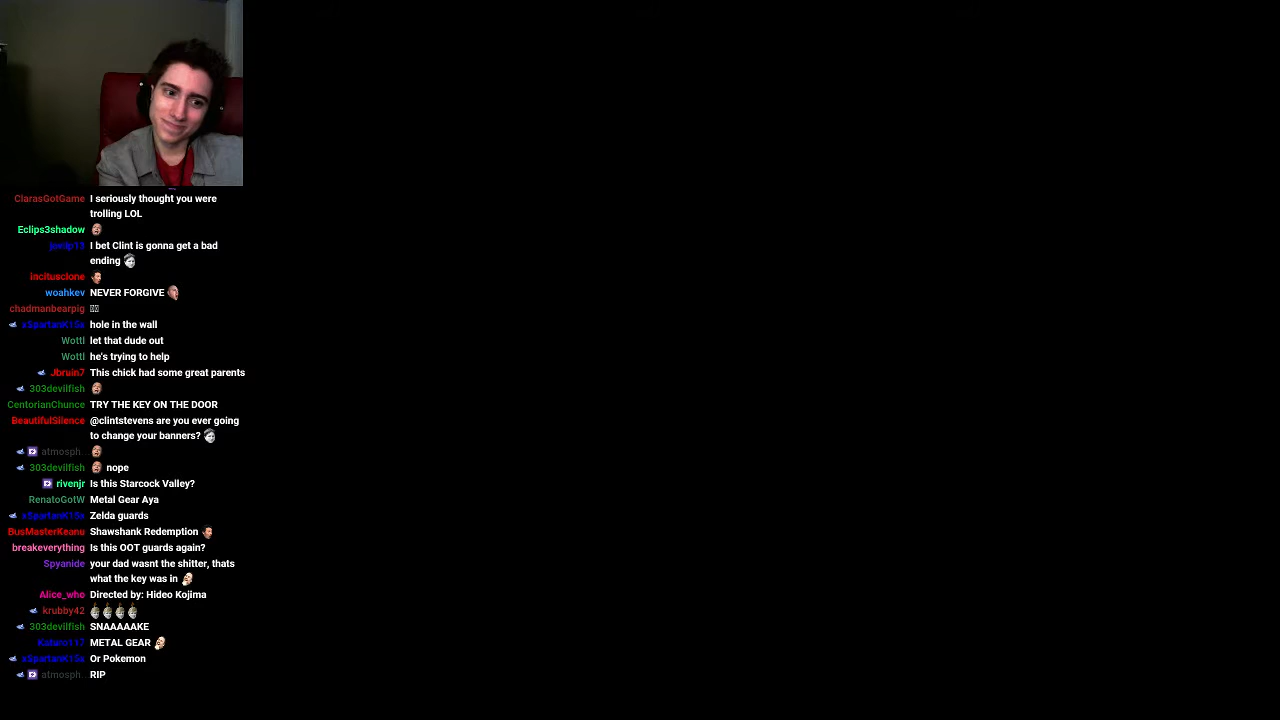 ClarasGotGame I seriously thought you were
trolling LOL
Eclips3shadow
I bet Clint is gonna get a bad
ending
incitusclone
woahkev NEVER FORGIVE
chadmanbearpig
xSpartanK15x hole in the wall
Wottl let that dude out
Wottl he's trying to help
Jbruin7 This chick had some great parents
303devilfish
CentorianChunce TRY THE KEY ON THE DOOR
BeautifulSilence @clintstevens are you ever going
to change your banners?
atmosph...
303devilfish nope
rivenjr Is this Starcock Valley?
RenatoGotW Metal Gear Aya
xSpartanK15x Zelda guards
BusMasterKeanu Shawshank Redemption
breakeverything Is this OOT guards again?
Spyanide your dad wasnt the shitter, thats
what the key was in
Alice_who Directed by: Hideo Kojima
krubby42
303devilfish SNAAAAAKE
METAL GEAR
xSpartanK15x Or Pokemon
atmosph... RIP